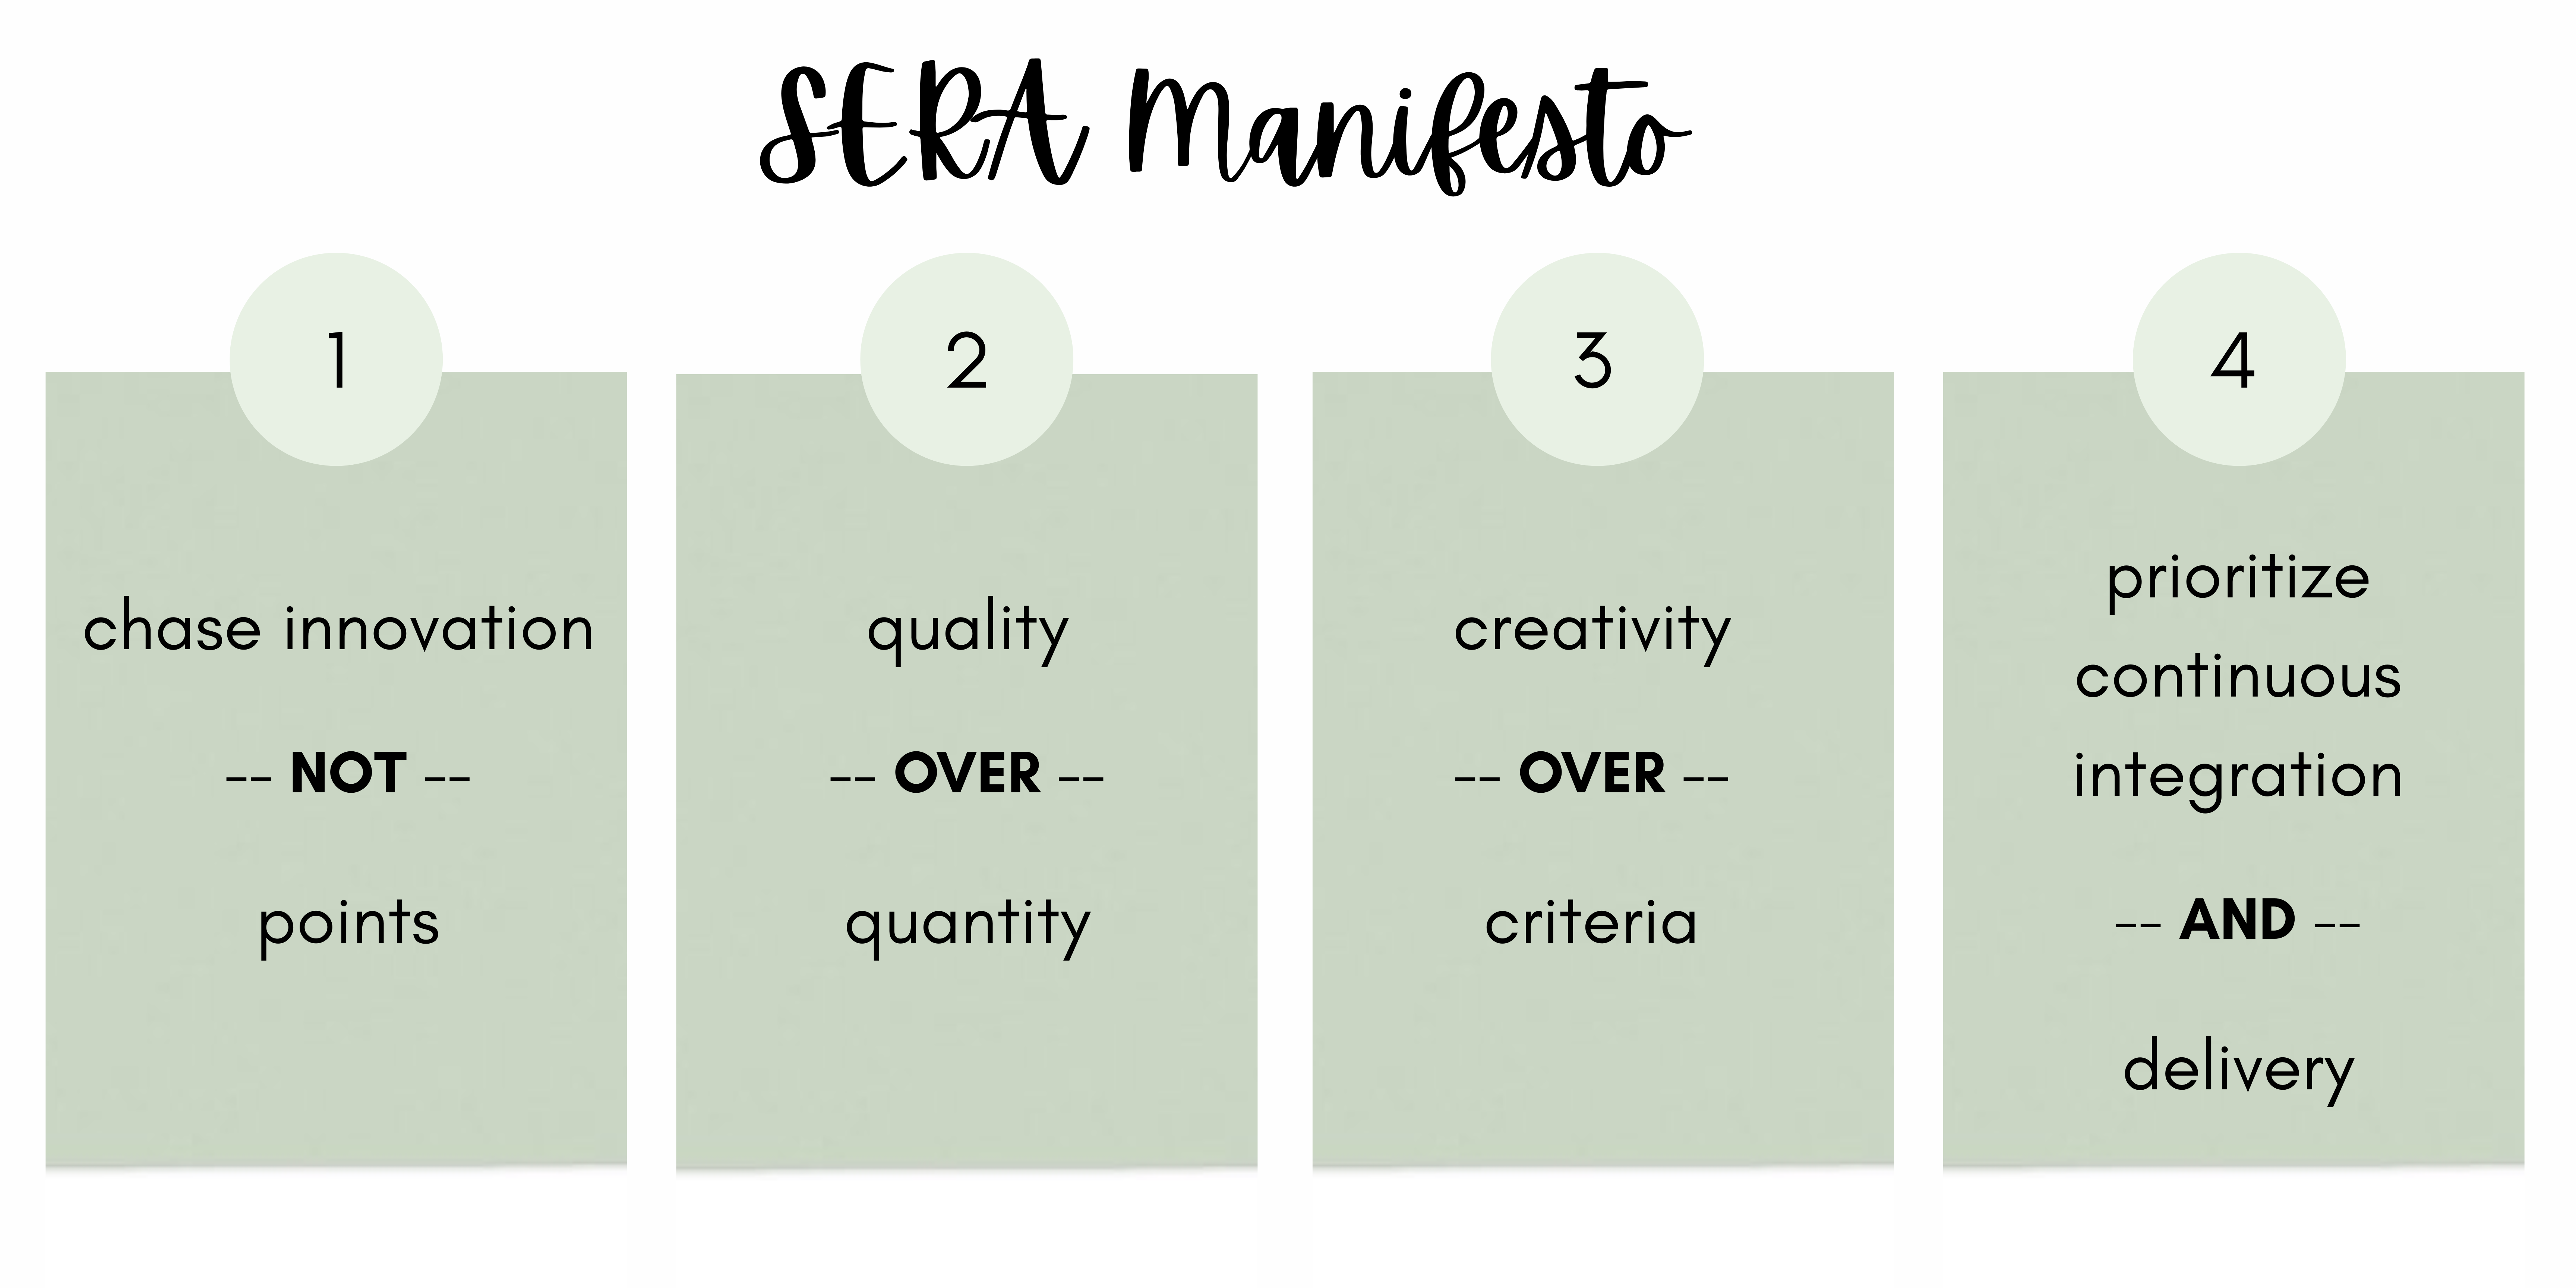 SERA Manifesto
1
chase innovation
-- NOT --
points
2
quality
-- OVER --
quantity
3
creativity
-- OVER --
criteria
4
prioritize
continuous
integration
-- AND --
delivery